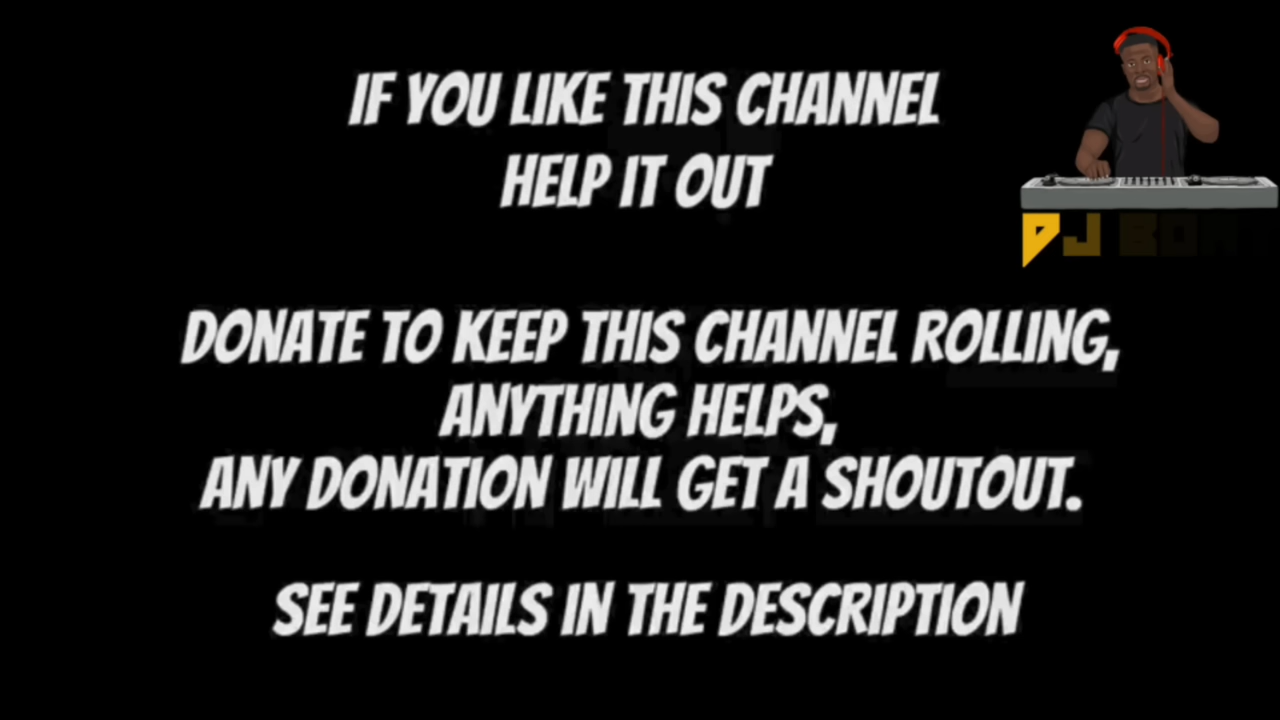 IF YOU LIKE THIS CHANNEL
HELP IT OUT
DJ
DONATE TO KEEP THIS CHANNEL ROLLING,
ANYTHING HELPS,
ANY DONATION WILL GET A SHOUTOUT.
SEE DETAILS IN THE DESCRIPTION